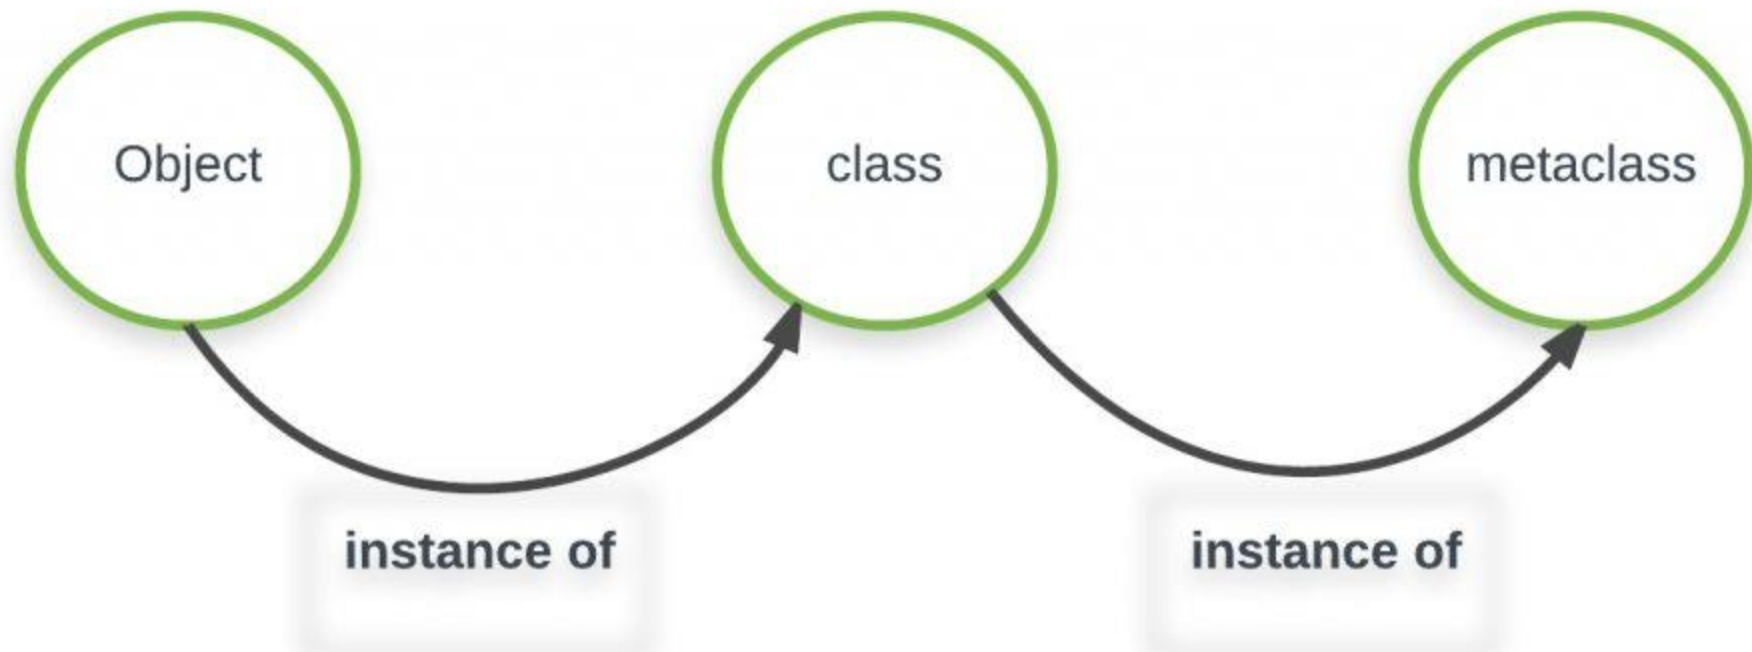 Object
class
metaclass
instance of
instance of